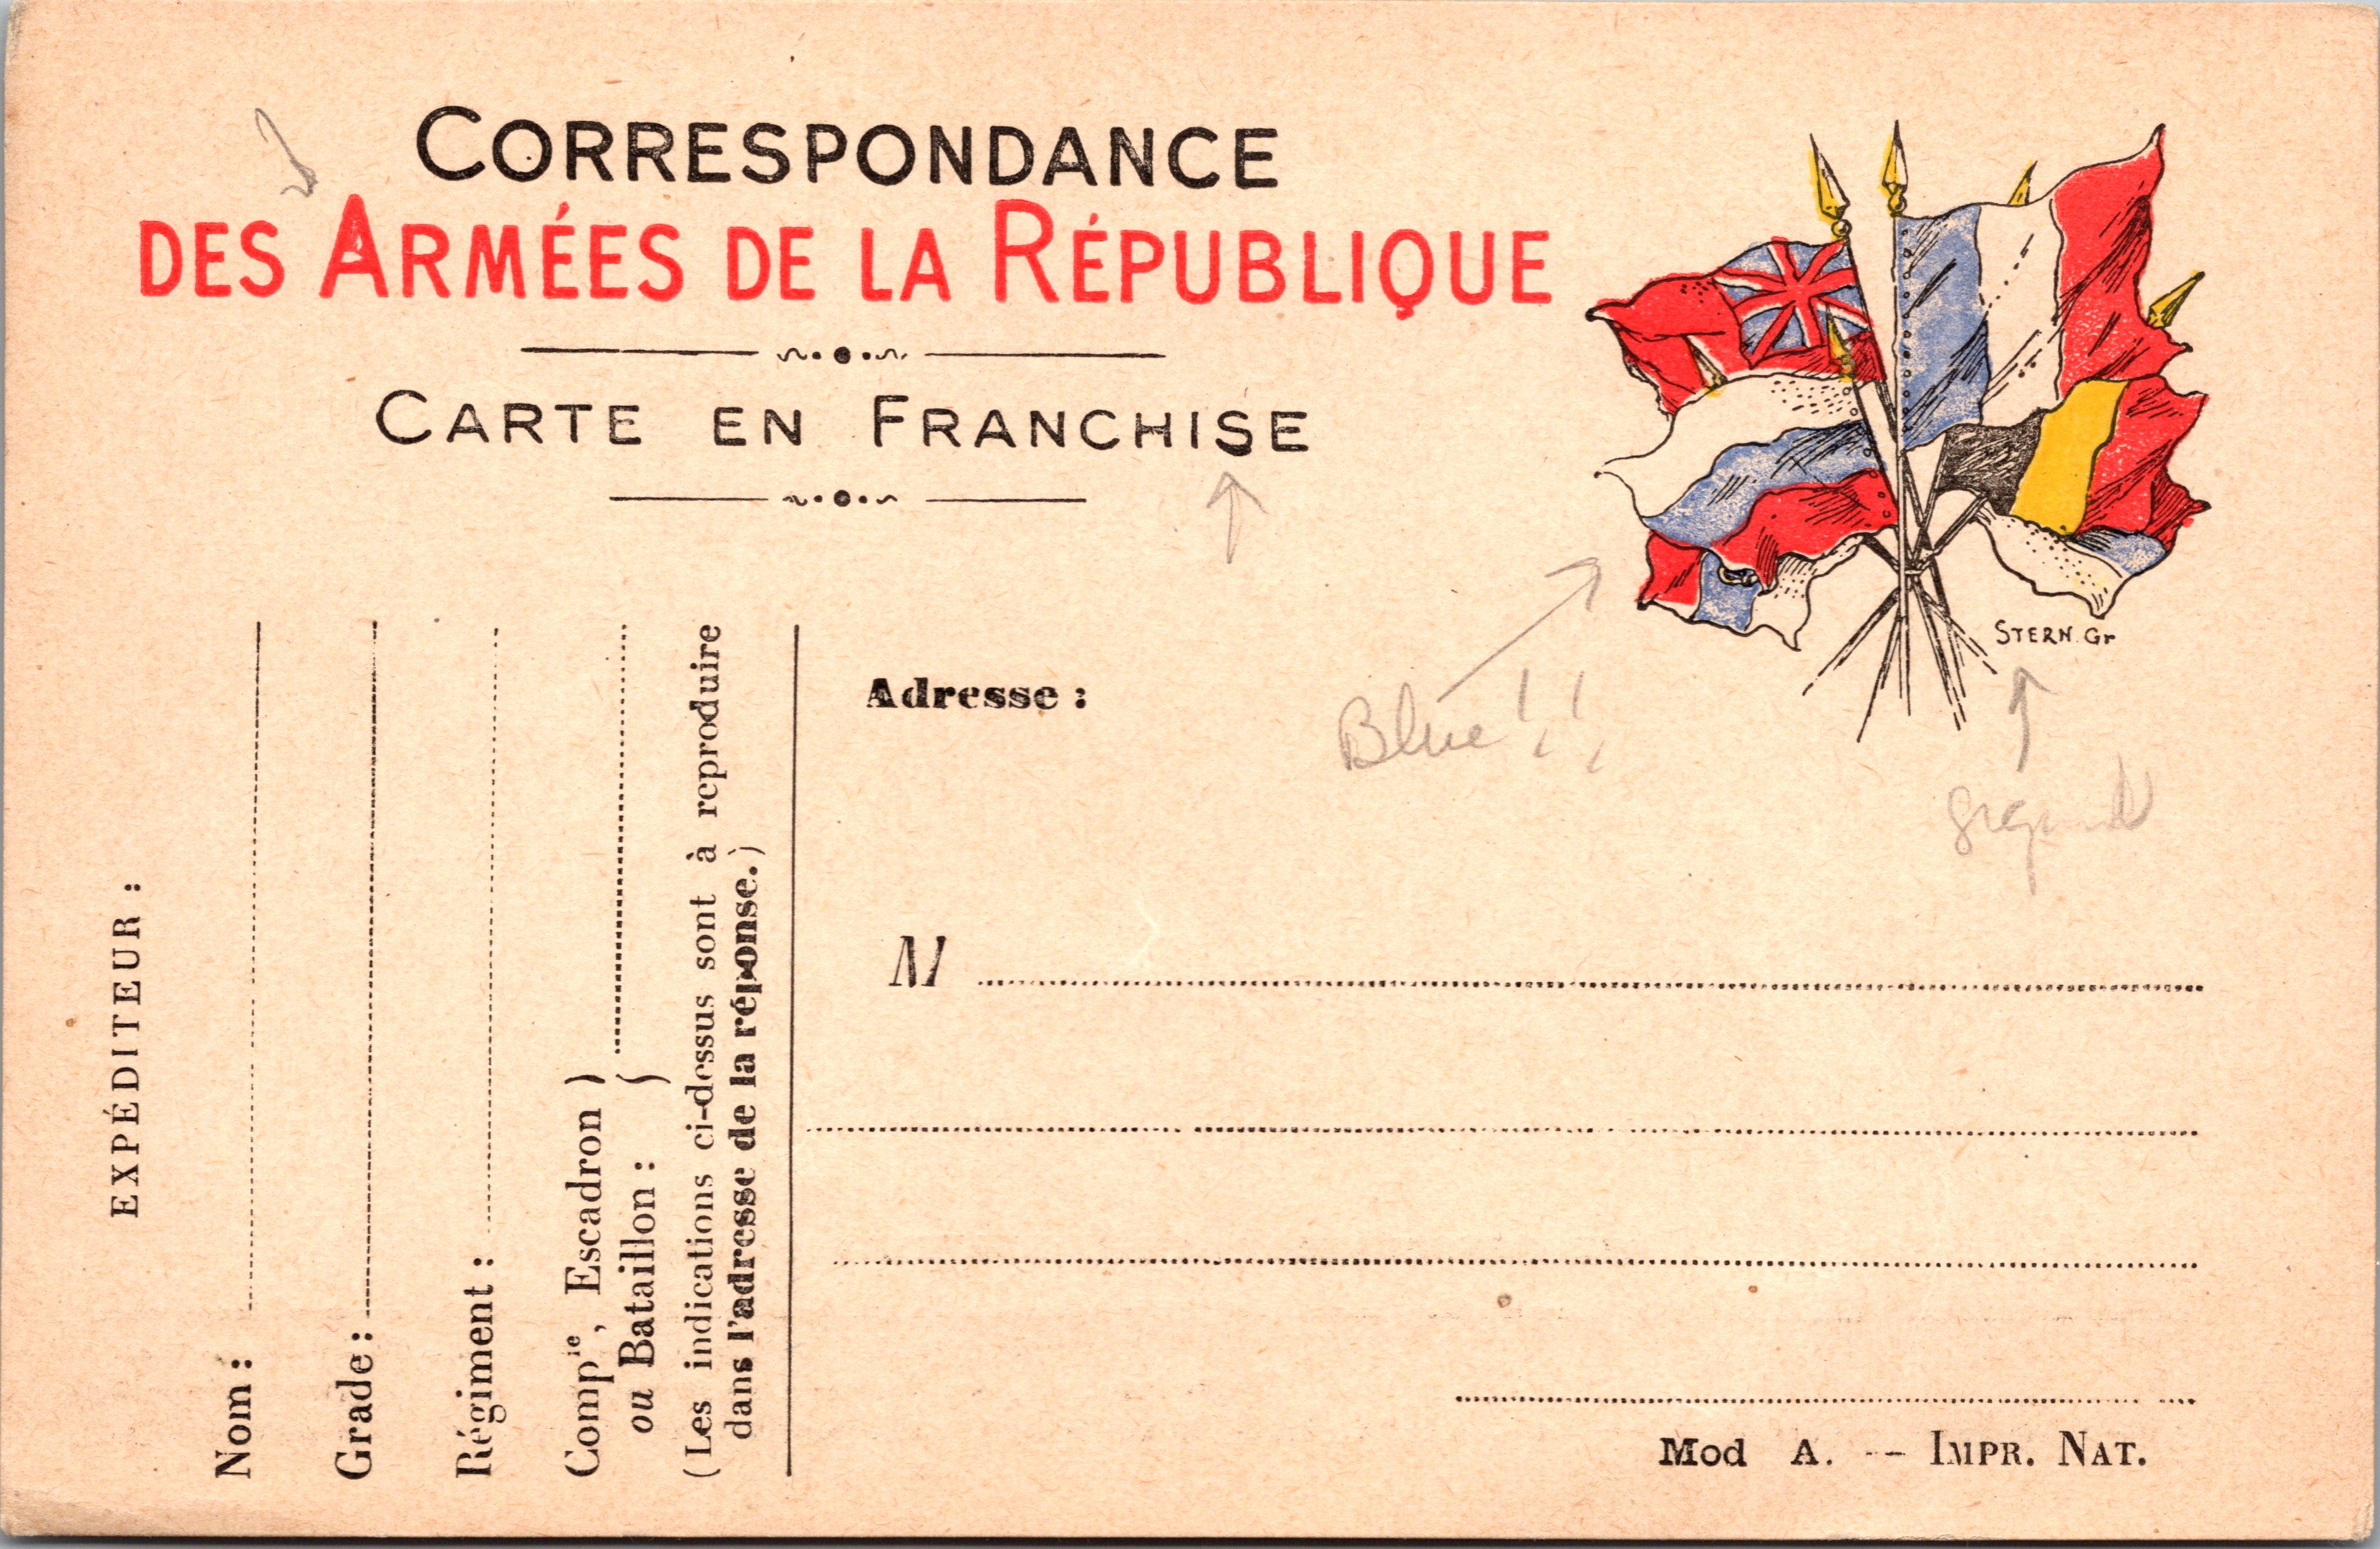 CORRESPONDANCE
DES ARMÉES DE LA RÉPUBLIQUE
CARTE EN FRANCHISE
STERN. Gr
Blue!!
EXPÉDITEUR :
Nom :
Grade :
Régiment :
Compie, Escadron )
ou Bataillon : }
(Les indications ci-dessus sont à reproduire
dans l'adresse de la réponse.)
Adresse :
M
Mod A. -- IMPR. NAT.